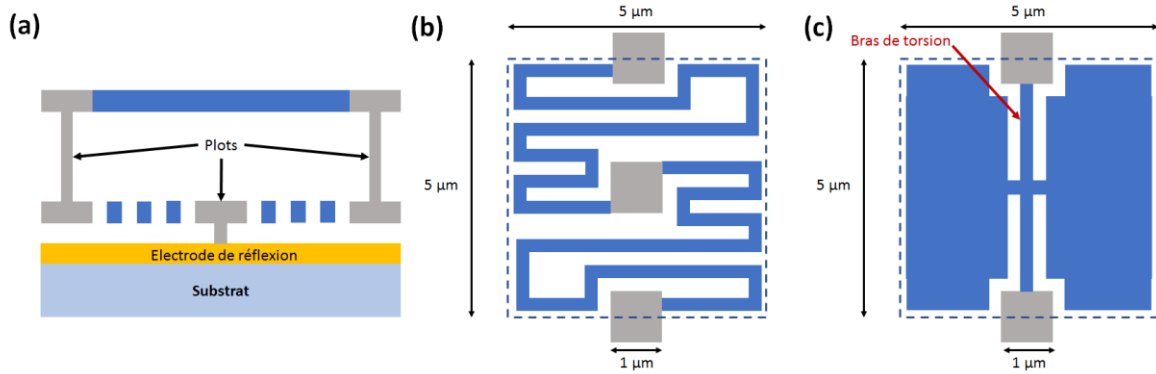 (a)
Plots
Electrode de réflexion
Substrat
(b)
5 µm
5 µm
1 µm
(c)
5 µm
Bras de torsion
5 µm
1 µm